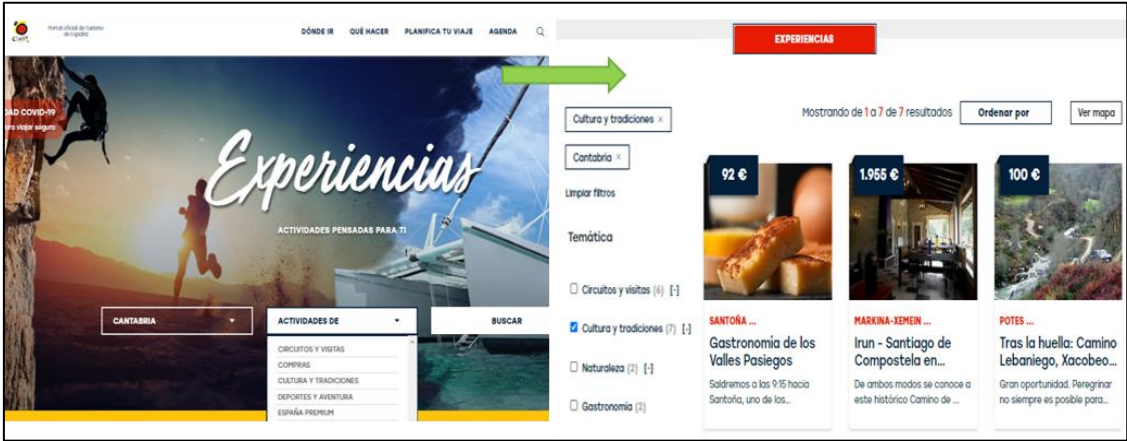 España
Portal oficial de turismo
de españa
DÓNDE IR QUÉ HACER PLANIFICA TU VIAJE AGENDA
DAD COVID-19
para viajar seguro
Experiencias
ACTIVIDADES PENSADAS PARA TI
CANTABRIA
ACTIVIDADES DE
BUSCAR
CIRCUITOS Y VISITAS
COMPRAS
CULTURA Y TRADICIONES
DEPORTES Y AVENTURA
ESPAÑA PREMIUM
EXPERIENCIAS
Cultura y tradiciones ×
Cantabria ×
Limpiar filtros
Mostrando de 1 a 7 de 7 resultados
Ordenar por
Ver mapa
Temática
Circuitos y visitas (6) [-]
Cultura y tradiciones (7) [-]
Naturaleza (2) [-]
Gastronomía (2)
92 €
SANTOÑA ...
Gastronomía de los
Valles Pasiegos
Saldremos a las 9:15 hacia
Santoña, uno de los...
1.955 €
MARKINA-XEMEIN ...
Irun - Santiago de
Compostela en...
De ambos modos se conoce a
este histórico Camino de ...
100 €
POTES ...
Tras la huella: Camino
Lebaniego, Xacobeo...
Gran oportunidad. Peregrinar
no siempre es posible para...